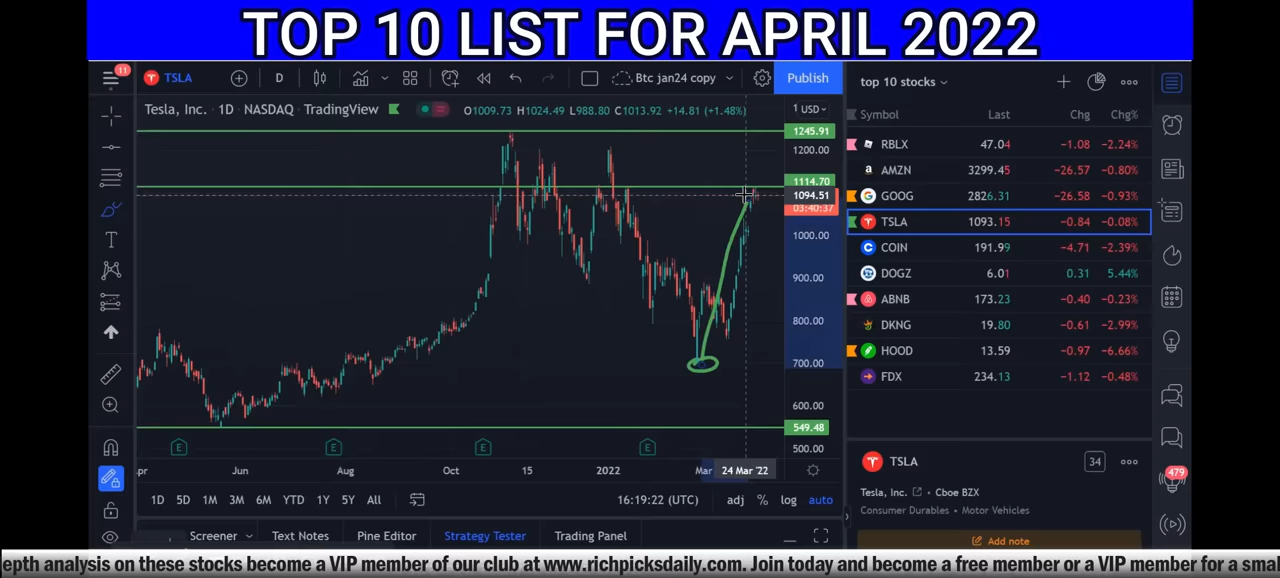 TOP 10 LIST FOR APRIL 2022
11
TSLA
D
Btc jan24 copy
Publish
top 10 stocks
Tesla, Inc. · 1D · NASDAQ · TradingView
O1009.73 H1024.49 L988.80 C1013.92 +14.81 (+1.48%)
1 USD
1245.91
1200.00
1114.70
1094.51
03:40:37
1000.00
900.00
800.00
700.00
600.00
549.48
500.00
Symbol Last Chg Chg%
RBLX 47.04 −1.08 −2.24%
AMZN 3299.45 −26.57 −0.80%
GOOG 2826.31 −26.58 −0.93%
TSLA 1093.15 −0.84 −0.08%
COIN 191.99 −4.71 −2.39%
DOGZ 6.01 0.31 5.44%
ABNB 173.23 −0.40 −0.23%
DKNG 19.80 −0.61 −2.99%
HOOD 13.59 −0.97 −6.66%
FDX 234.13 −1.12 −0.48%
E E E E
pr Jun Aug Oct 15 2022 Mar 24 Mar '22
1D 5D 1M 3M 6M YTD 1Y 5Y All
16:19:22 (UTC) adj % log auto
Screener Text Notes Pine Editor Strategy Tester Trading Panel
TSLA
34
Tesla, Inc. • Cboe BZX
Consumer Durables • Motor Vehicles
Add note
479
epth analysis on these stocks become a VIP member of our club at www.richpicksdaily.com. Join today and become a free member or a VIP member for a sma